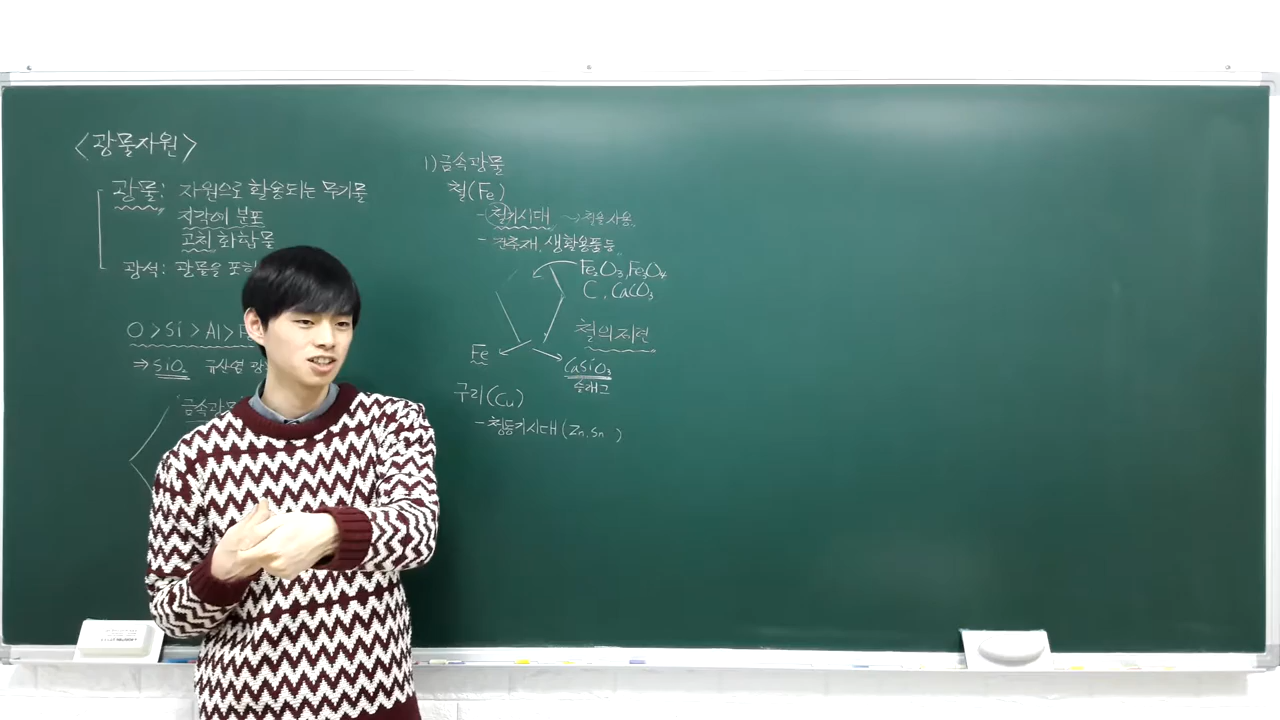 <광물자원>
광물: 자원으로 활용되는 무기물
지각에 분포
고체 화합물
광석: 광물을 포함
O > Si > Al > F
⇒ SiO₂ 규산염 광
금속광물
1) 금속광물
철(Fe)
- 철기시대 → 철을 사용.
- 건축재, 생활용품 등.
Fe₂O₃, Fe₃O₄
C, CaCO₃
철의 제련
Fe
CaSiO₃
슬래그
구리(Cu)
- 청동기시대 (Zn, Sn )